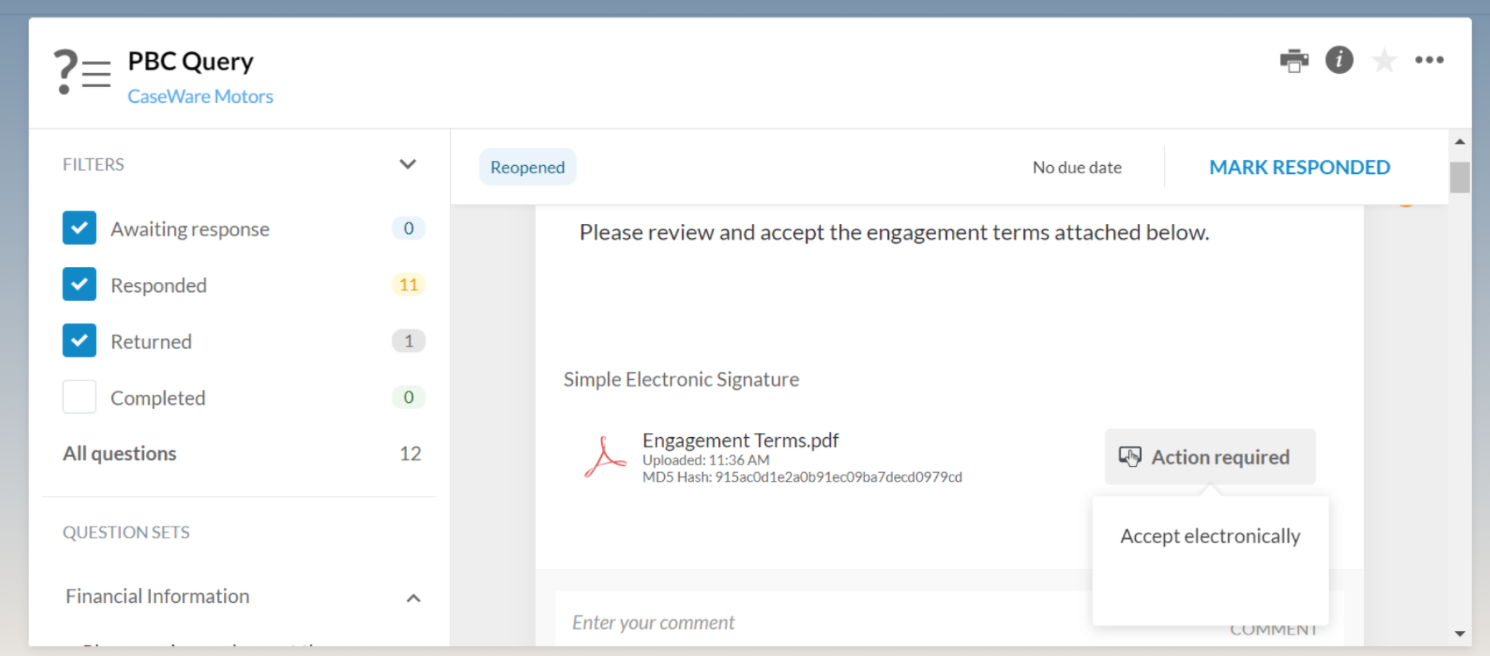 PBC Query
CaseWare Motors
FILTERS
Awaiting response 0
Responded 11
Returned 1
Completed 0
All questions 12
QUESTION SETS
Financial Information
Reopened
No due date
MARK RESPONDED
Please review and accept the engagement terms attached below.
Simple Electronic Signature
Engagement Terms.pdf
Uploaded: 11:36 AM
MD5 Hash: 915ac0d1e2a0b91ec09ba7decd0979cd
Action required
Accept electronically
Enter your comment
COMMENT